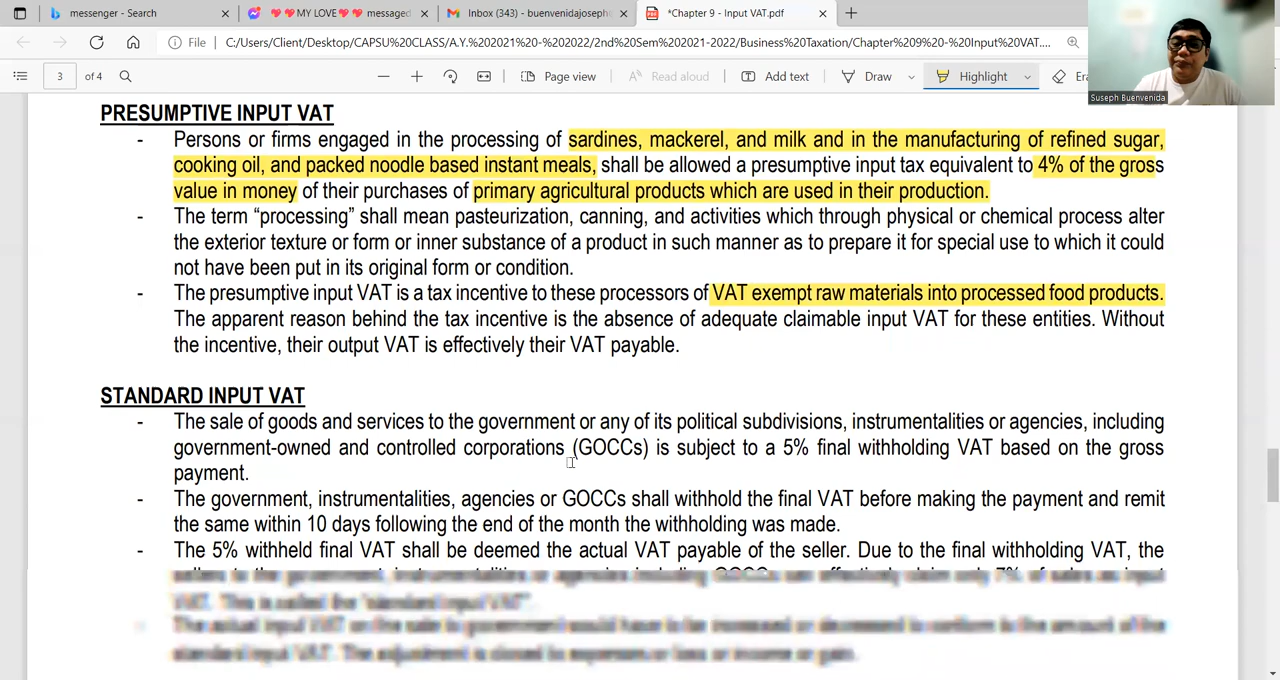 messenger - Search
MY LOVE messaged
Inbox (343) - buenvenidajosephi
*Chapter 9 - Input VAT.pdf
File
C:/Users/Client/Desktop/CAPSU%20CLASS/A.Y.%202021%20-%202022/2nd%20Sem%202021-2022/Business%20Taxation/Chapter%209%20-%20Input%20VAT....
3 of 4
Page view
Read aloud
Add text
Draw
Highlight
Suseph Buenvenida
PRESUMPTIVE INPUT VAT
- Persons or firms engaged in the processing of sardines, mackerel, and milk and in the manufacturing of refined sugar,
cooking oil, and packed noodle based instant meals, shall be allowed a presumptive input tax equivalent to 4% of the gross
value in money of their purchases of primary agricultural products which are used in their production.
- The term “processing” shall mean pasteurization, canning, and activities which through physical or chemical process alter
the exterior texture or form or inner substance of a product in such manner as to prepare it for special use to which it could
not have been put in its original form or condition.
- The presumptive input VAT is a tax incentive to these processors of VAT exempt raw materials into processed food products.
The apparent reason behind the tax incentive is the absence of adequate claimable input VAT for these entities. Without
the incentive, their output VAT is effectively their VAT payable.
STANDARD INPUT VAT
- The sale of goods and services to the government or any of its political subdivisions, instrumentalities or agencies, including
government-owned and controlled corporations (GOCCs) is subject to a 5% final withholding VAT based on the gross
payment.
- The government, instrumentalities, agencies or GOCCs shall withhold the final VAT before making the payment and remit
the same within 10 days following the end of the month the withholding was made.
- The 5% withheld final VAT shall be deemed the actual VAT payable of the seller. Due to the final withholding VAT, the